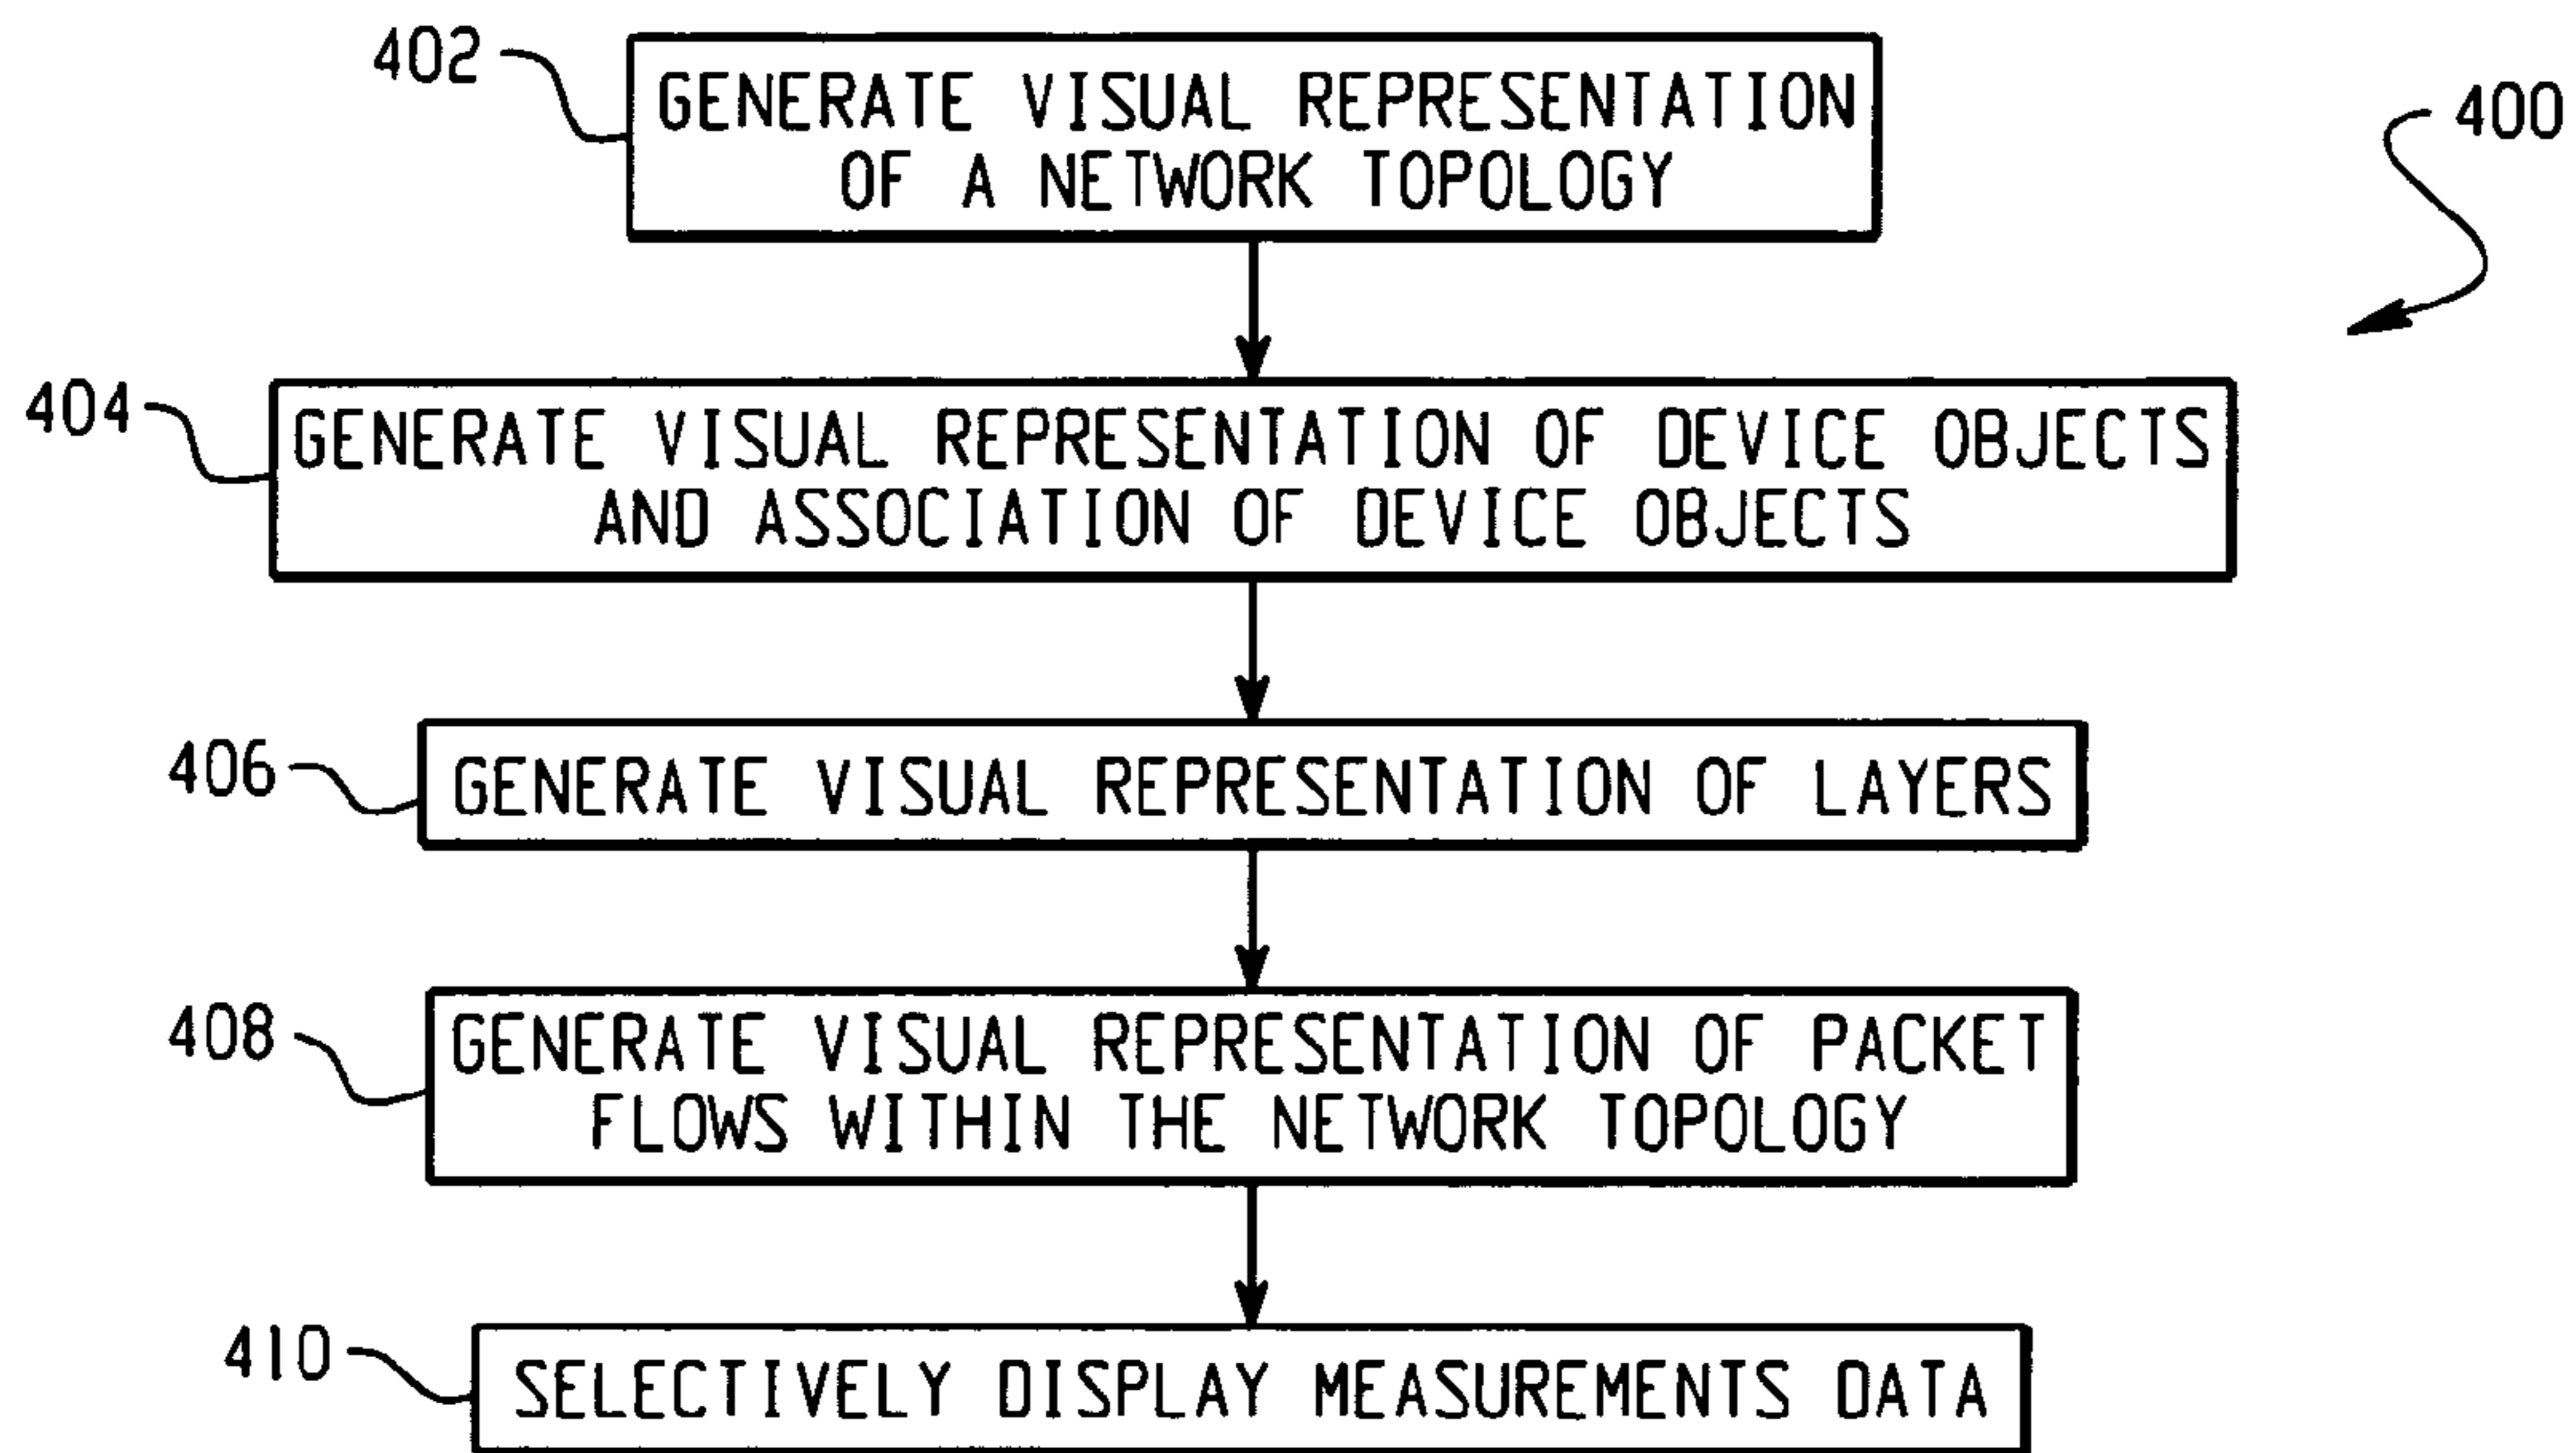 402
GENERATE VISUAL REPRESENTATION
OF A NETWORK TOPOLOGY
400
404
GENERATE VISUAL REPRESENTATION OF DEVICE OBJECTS
AND ASSOCIATION OF DEVICE OBJECTS
406
GENERATE VISUAL REPRESENTATION OF LAYERS
408
GENERATE VISUAL REPRESENTATION OF PACKET
FLOWS WITHIN THE NETWORK TOPOLOGY
410
SELECTIVELY DISPLAY MEASUREMENTS DATA